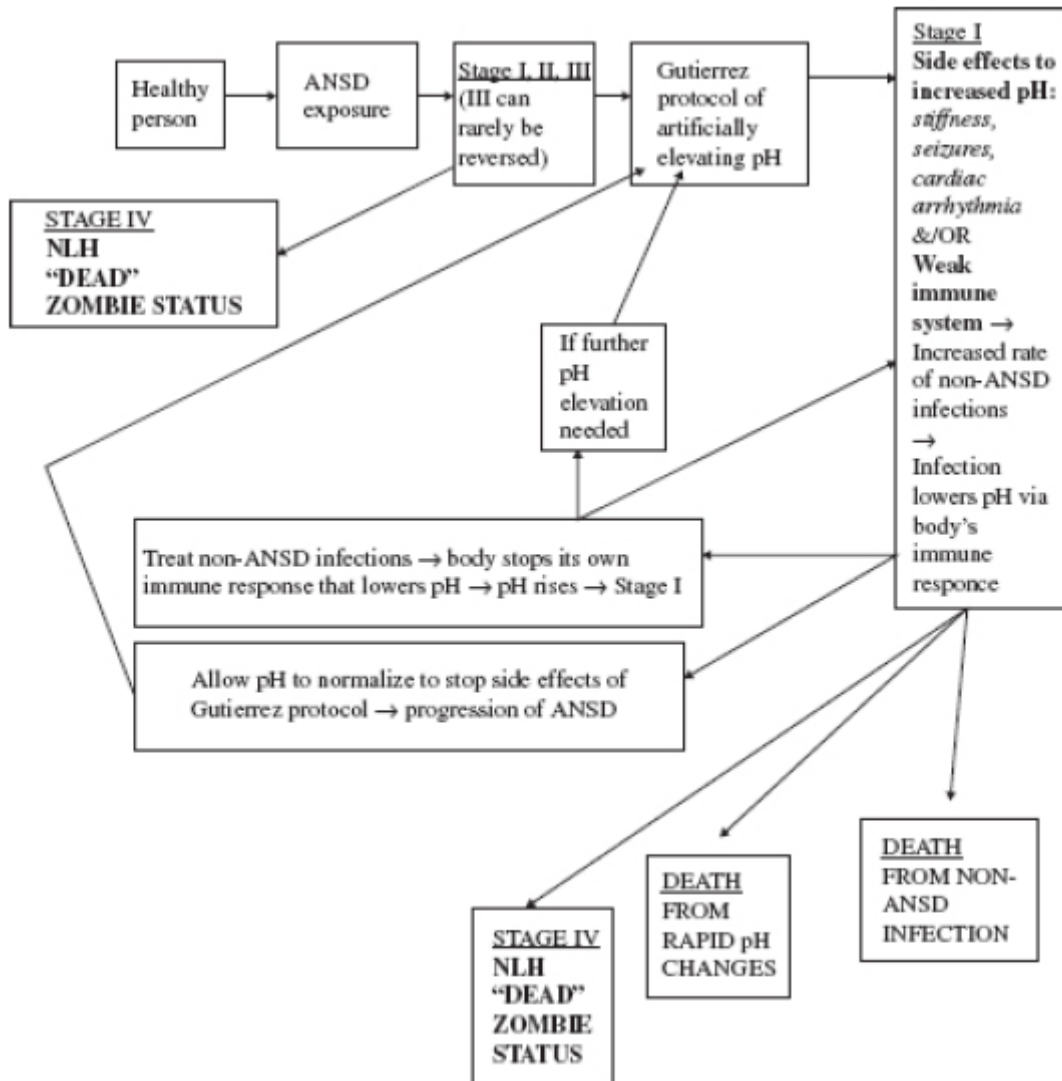 Healthy
person
ANSD
exposure
Stage I, II, III
(III can
rarely be
reversed)
Gutierrez
protocol of
artificially
elevating pH
Stage I
Side effects to
increased pH:
stiffness,
seizures,
cardiac
arrhythmia
&/OR
Weak
immune
system →
Increased rate
of non-ANSD
infections
→
Infection
lowers pH via
body's
immune
responce
STAGE IV
NLH
“DEAD”
ZOMBIE STATUS
If further
pH
elevation
needed
Treat non-ANSD infections → body stops its own
immune response that lowers pH → pH rises → Stage I
Allow pH to normalize to stop side effects of
Gutierrez protocol → progression of ANSD
STAGE IV
NLH
“DEAD”
ZOMBIE
STATUS
DEATH
FROM
RAPID pH
CHANGES
DEATH
FROM NON-
ANSD
INFECTION